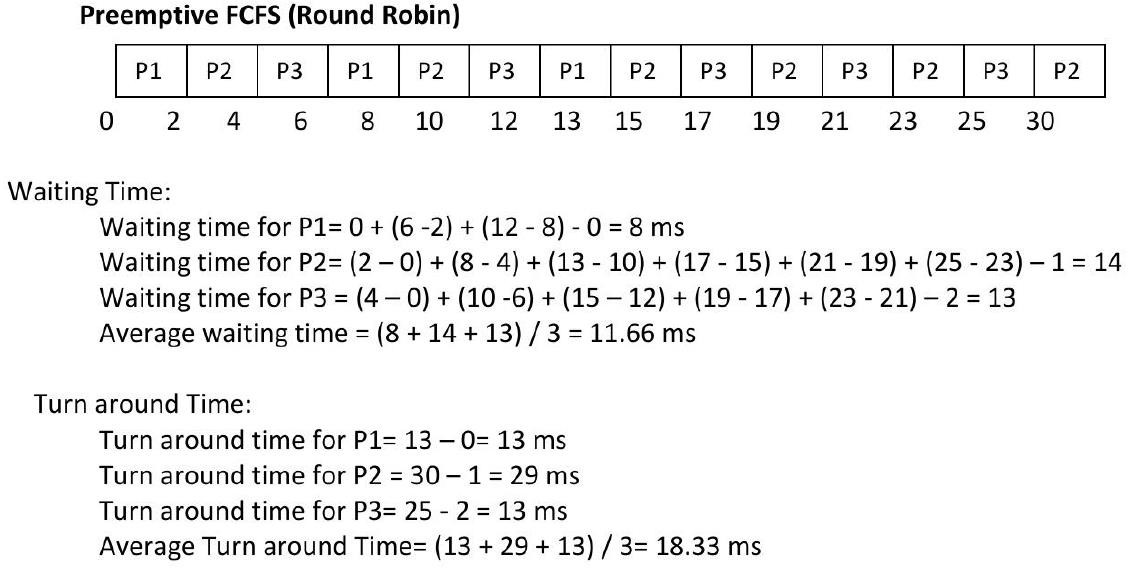 Preemptive FCFS (Round Robin)
P1 P2 P3 P1 P2 P3 P1 P2 P3 P2 P3 P2 P3 P2
0 2 4 6 8 10 12 13 15 17 19 21 23 25 30
Waiting Time:
Waiting time for P1= 0 + (6 -2) + (12 - 8) - 0 = 8 ms
Waiting time for P2= (2 – 0) + (8 - 4) + (13 - 10) + (17 - 15) + (21 - 19) + (25 - 23) – 1 = 14
Waiting time for P3 = (4 – 0) + (10 -6) + (15 – 12) + (19 - 17) + (23 - 21) – 2 = 13
Average waiting time = (8 + 14 + 13) / 3 = 11.66 ms
Turn around Time:
Turn around time for P1= 13 – 0= 13 ms
Turn around time for P2 = 30 – 1 = 29 ms
Turn around time for P3= 25 - 2 = 13 ms
Average Turn around Time= (13 + 29 + 13) / 3= 18.33 ms